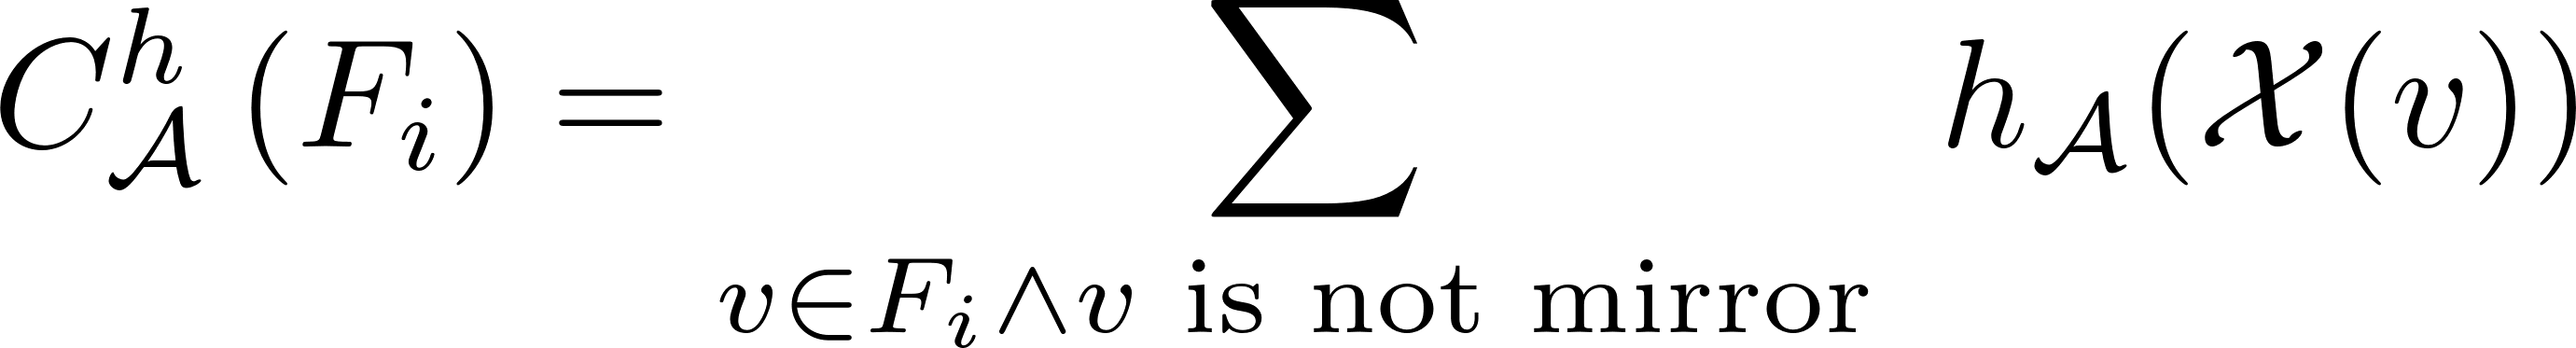 C^h_𝒜(F_i) = ∑_{v∈F_i∧v is not mirror} h_𝒜(𝒳(v))